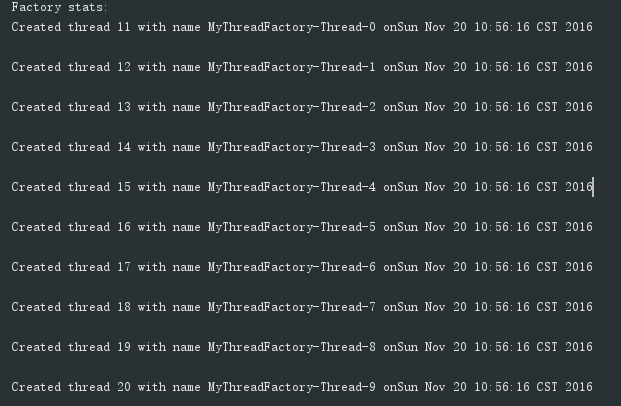 Factory stats:
Created thread 11 with name MyThreadFactory-Thread-0 onSun Nov 20 10:56:16 CST 2016
Created thread 12 with name MyThreadFactory-Thread-1 onSun Nov 20 10:56:16 CST 2016
Created thread 13 with name MyThreadFactory-Thread-2 onSun Nov 20 10:56:16 CST 2016
Created thread 14 with name MyThreadFactory-Thread-3 onSun Nov 20 10:56:16 CST 2016
Created thread 15 with name MyThreadFactory-Thread-4 onSun Nov 20 10:56:16 CST 2016
Created thread 16 with name MyThreadFactory-Thread-5 onSun Nov 20 10:56:16 CST 2016
Created thread 17 with name MyThreadFactory-Thread-6 onSun Nov 20 10:56:16 CST 2016
Created thread 18 with name MyThreadFactory-Thread-7 onSun Nov 20 10:56:16 CST 2016
Created thread 19 with name MyThreadFactory-Thread-8 onSun Nov 20 10:56:16 CST 2016
Created thread 20 with name MyThreadFactory-Thread-9 onSun Nov 20 10:56:16 CST 2016